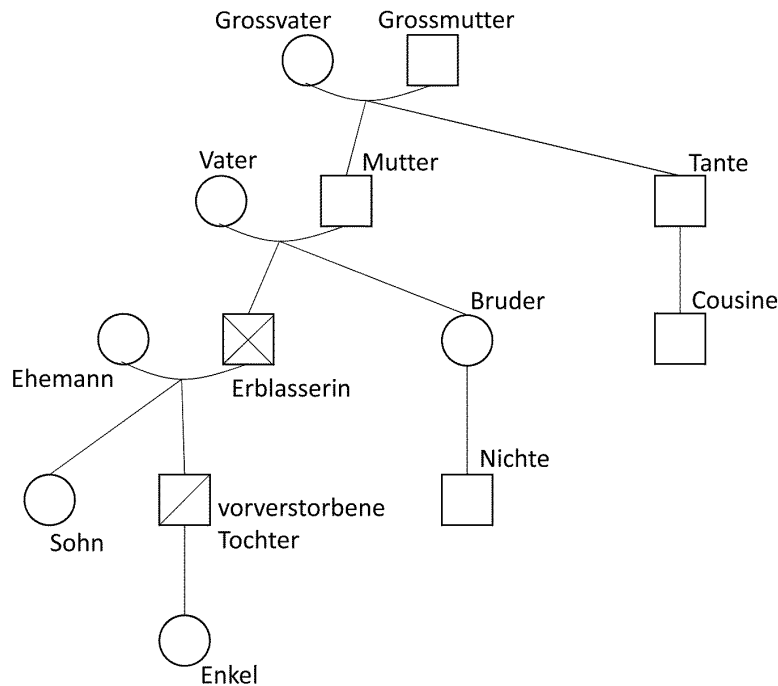 Grossvater Grossmutter
Vater Mutter Tante
Bruder Cousine
Ehemann Erblasserin
Nichte
vorverstorbene
Sohn Tochter
Enkel